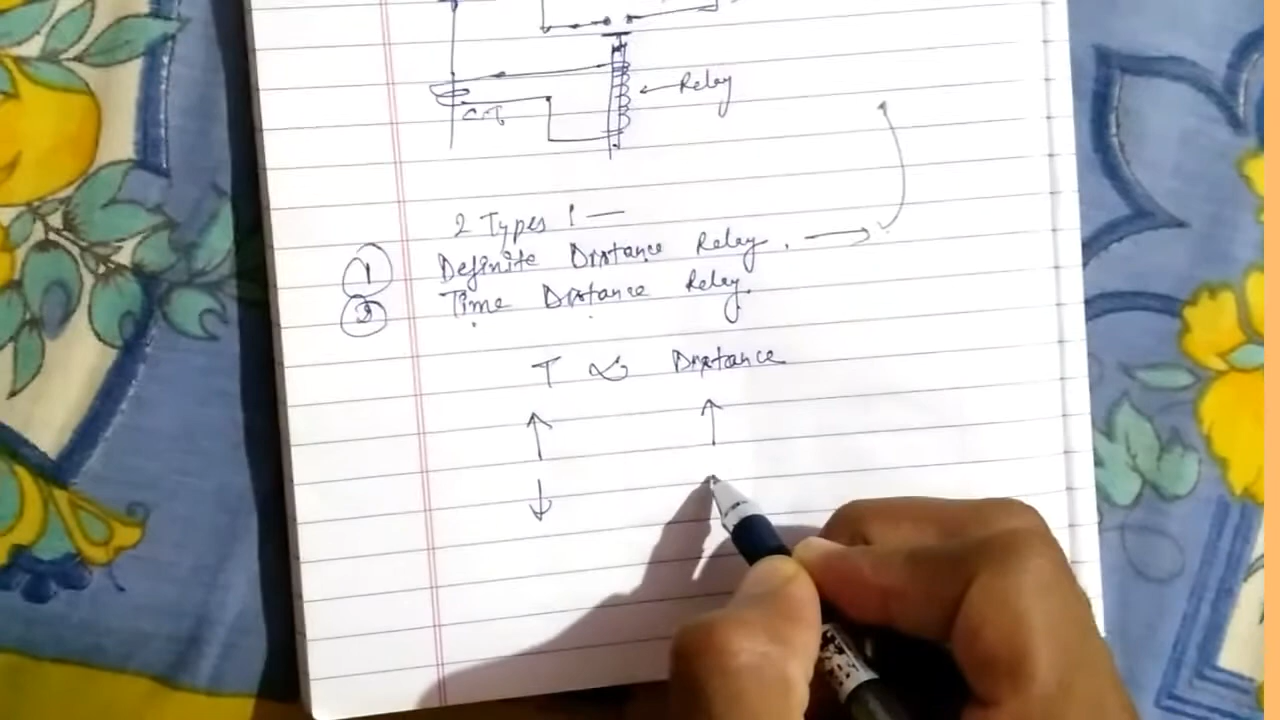 Relay
C.T.
2 Types :—
① Definite Distance Relay. →
② Time Distance Relay.
T ∝ Distance
↑ ↑
↓